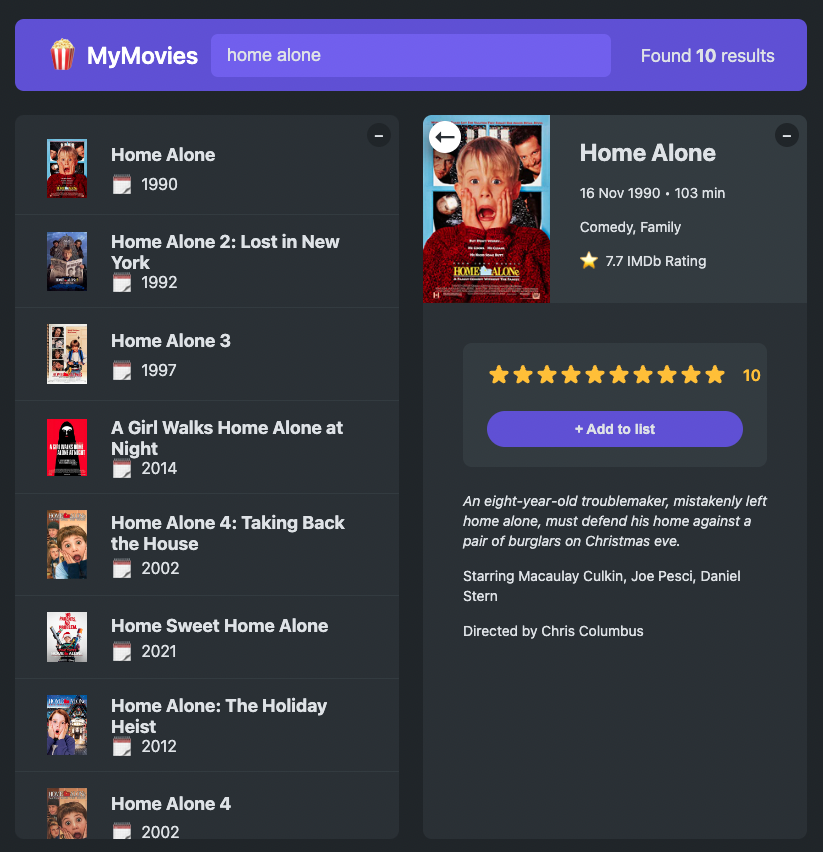 MyMovies
home alone
Found 10 results
Home Alone
1990
Home Alone 2: Lost in New
York
1992
Home Alone 3
1997
A Girl Walks Home Alone at
Night
2014
Home Alone 4: Taking Back
the House
2002
Home Sweet Home Alone
2021
Home Alone: The Holiday
Heist
2012
Home Alone 4
2002
HOME ALONe
Home Alone
16 Nov 1990 • 103 min
Comedy, Family
7.7 IMDb Rating
10
+ Add to list
An eight-year-old troublemaker, mistakenly left
home alone, must defend his home against a
pair of burglars on Christmas eve.
Starring Macaulay Culkin, Joe Pesci, Daniel
Stern
Directed by Chris Columbus